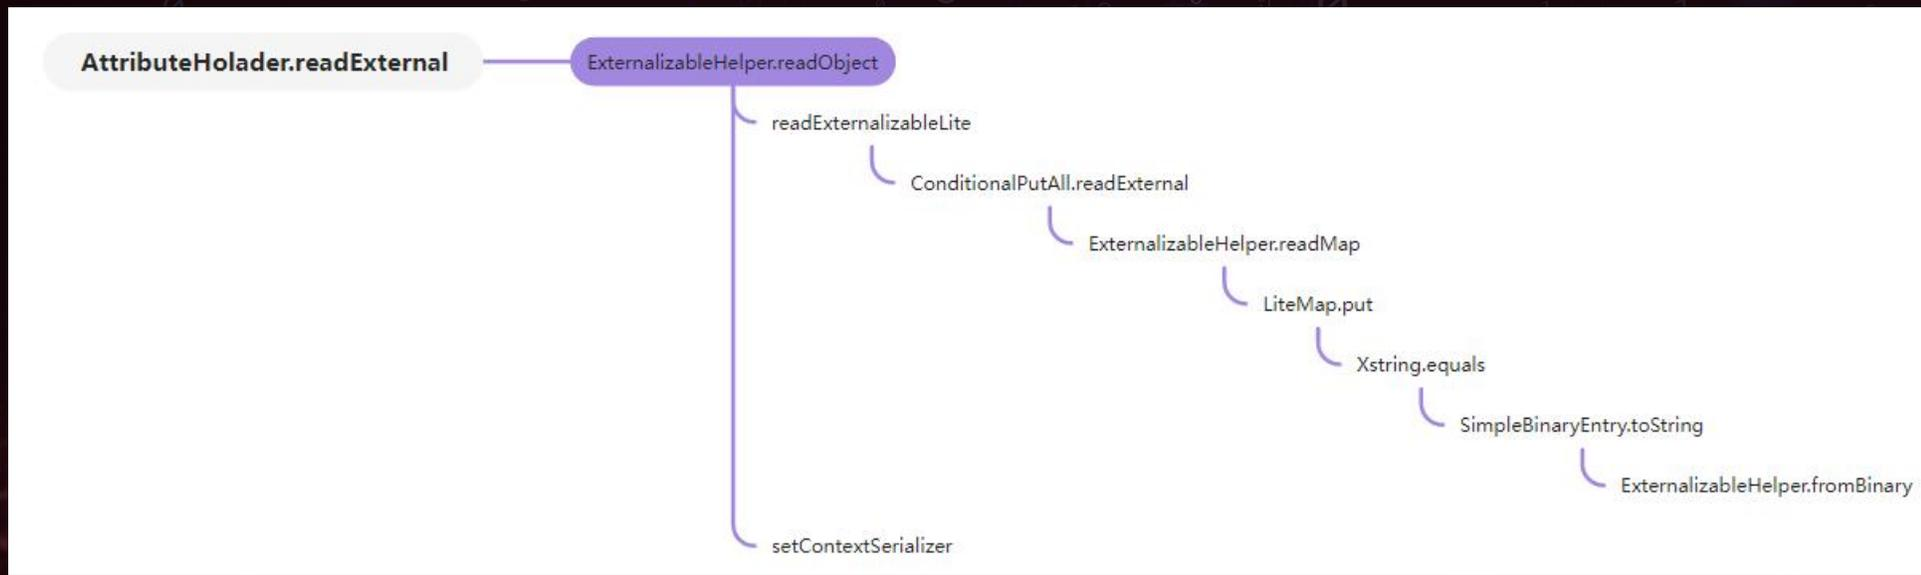 AttributeHolader.readExternal
ExternalizableHelper.readObject
readExternalizableLite
ConditionalPutAll.readExternal
ExternalizableHelper.readMap
LiteMap.put
Xstring.equals
SimpleBinaryEntry.toString
ExternalizableHelper.fromBinary
setContextSerializer